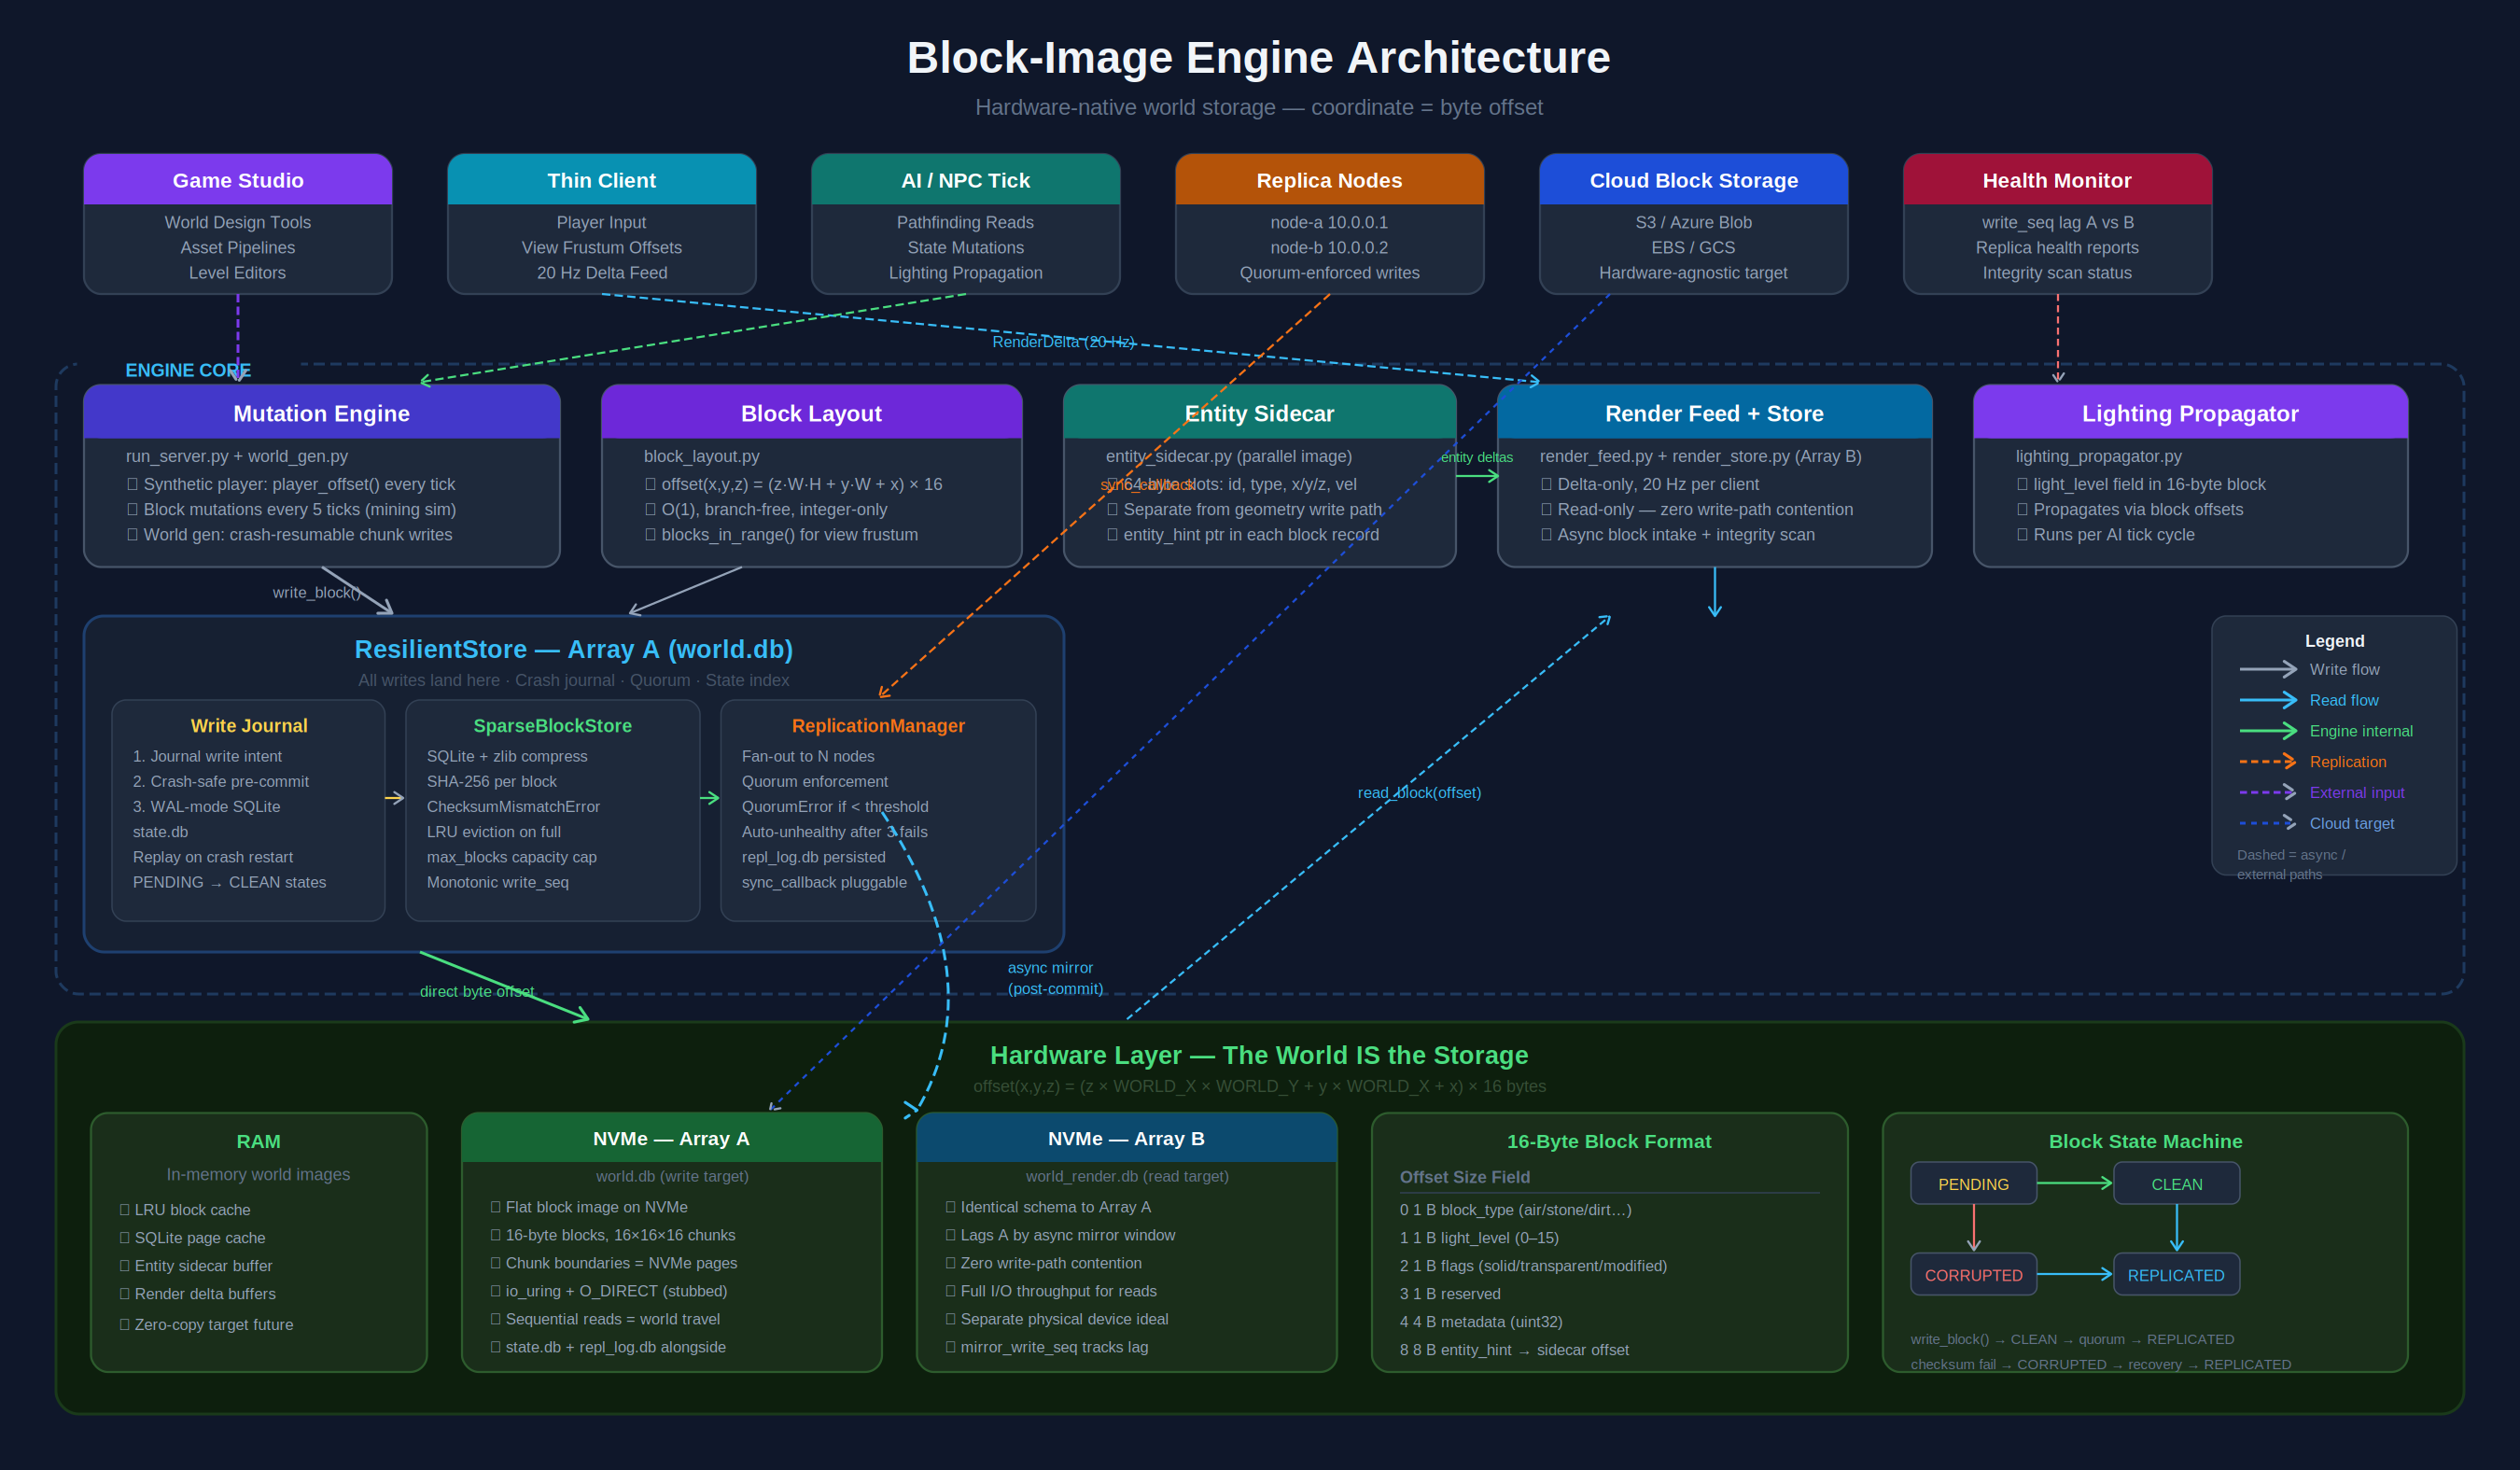 Block-Image Engine Architecture
Hardware-native world storage — coordinate = byte offset
Game Studio
World Design Tools
Asset Pipelines
Level Editors
Thin Client
Player Input
View Frustum Offsets
20 Hz Delta Feed
AI / NPC Tick
Pathfinding Reads
State Mutations
Lighting Propagation
Replica Nodes
node-a 10.0.0.1
node-b 10.0.0.2
Quorum-enforced writes
Cloud Block Storage
S3 / Azure Blob
EBS / GCS
Hardware-agnostic target
Health Monitor
write_seq lag A vs B
Replica health reports
Integrity scan status
RenderDelta (20 Hz)
ENGINE CORE
Mutation Engine
run_server.py + world_gen.py
Synthetic player: player_offset() every tick
Block mutations every 5 ticks (mining sim)
World gen: crash-resumable chunk writes
Block Layout
block_layout.py
offset(x,y,z) = (z·W·H + y·W + x) × 16
O(1), branch-free, integer-only
blocks_in_range() for view frustum
Entity Sidecar
entity_sidecar.py (parallel image)
64-byte slots: id, type, x/y/z, vel
Separate from geometry write path
entity_hint ptr in each block record
sync_callback
entity deltas
Render Feed + Store
render_feed.py + render_store.py (Array B)
Delta-only, 20 Hz per client
Read-only — zero write-path contention
Async block intake + integrity scan
Lighting Propagator
lighting_propagator.py
light_level field in 16-byte block
Propagates via block offsets
Runs per AI tick cycle
write_block()
ResilientStore — Array A (world.db)
All writes land here · Crash journal · Quorum · State index
Write Journal
1. Journal write intent
2. Crash-safe pre-commit
3. WAL-mode SQLite
state.db
Replay on crash restart
PENDING → CLEAN states
SparseBlockStore
SQLite + zlib compress
SHA-256 per block
ChecksumMismatchError
LRU eviction on full
max_blocks capacity cap
Monotonic write_seq
ReplicationManager
Fan-out to N nodes
Quorum enforcement
QuorumError if < threshold
Auto-unhealthy after 3 fails
repl_log.db persisted
sync_callback pluggable
read_block(offset)
Legend
Write flow
Read flow
Engine internal
Replication
External input
Cloud target
Dashed = async /
external paths
direct byte offset
async mirror
(post-commit)
Hardware Layer — The World IS the Storage
offset(x,y,z) = (z × WORLD_X × WORLD_Y + y × WORLD_X + x) × 16 bytes
RAM
In-memory world images
LRU block cache
SQLite page cache
Entity sidecar buffer
Render delta buffers
Zero-copy target future
NVMe — Array A
world.db (write target)
Flat block image on NVMe
16-byte blocks, 16×16×16 chunks
Chunk boundaries = NVMe pages
io_uring + O_DIRECT (stubbed)
Sequential reads = world travel
state.db + repl_log.db alongside
NVMe — Array B
world_render.db (read target)
Identical schema to Array A
Lags A by async mirror window
Zero write-path contention
Full I/O throughput for reads
Separate physical device ideal
mirror_write_seq tracks lag
16-Byte Block Format
Offset Size Field
0 1 B block_type (air/stone/dirt…)
1 1 B light_level (0–15)
2 1 B flags (solid/transparent/modified)
3 1 B reserved
4 4 B metadata (uint32)
8 8 B entity_hint → sidecar offset
Block State Machine
PENDING
CLEAN
CORRUPTED
REPLICATED
write_block() → CLEAN → quorum → REPLICATED
checksum fail → CORRUPTED → recovery → REPLICATED